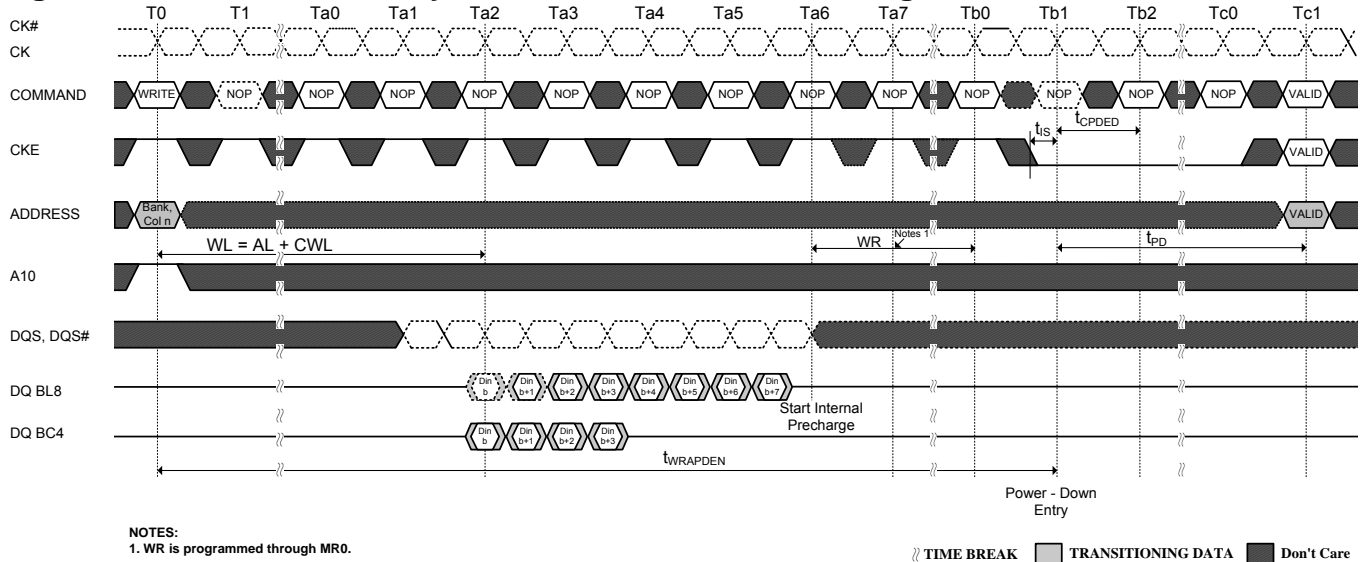 T0 T1 Ta0 Ta1 Ta2 Ta3 Ta4 Ta5 Ta6 Ta7 Tb0 Tb1 Tb2 Tc0 Tc1
CK#
CK
COMMAND WRITE NOP NOP NOP NOP NOP NOP NOP NOP NOP NOP NOP NOP NOP VALID
tIS tCPDED
CKE VALID
ADDRESS Bank, Col n VALID
WL = AL + CWL WR Notes 1 tPD
A10
DQS, DQS#
DQ BL8 Din b Din b+1 Din b+2 Din b+3 Din b+4 Din b+5 Din b+6 Din b+7
Start Internal
Precharge
DQ BC4 Din b Din b+1 Din b+2 Din b+3
tWRAPDEN
Power - Down
Entry
NOTES:
1. WR is programmed through MR0.
TIME BREAK TRANSITIONING DATA Don't Care